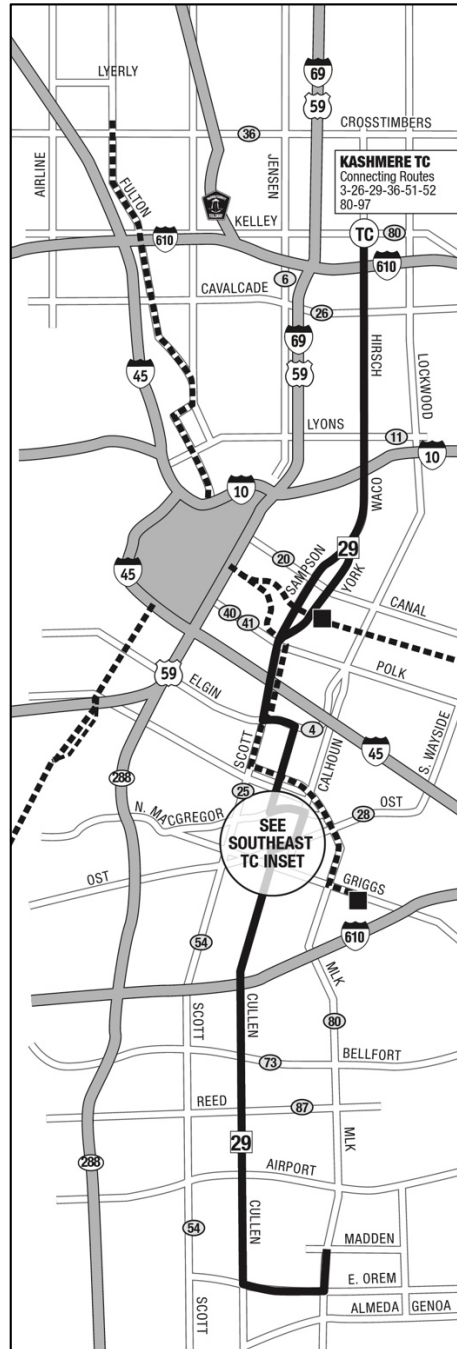 LYERLY
69
59
36
CROSSTIMBERS
AIRLINE
FULTON
JENSEN
KASHMERE TC
Connecting Routes
3-26-29-36-51-52
80-97
KELLEY
TC
80
610
610
6
CAVALCADE
26
69
59
45
HIRSCH
LOCKWOOD
LYONS
11
10
10
WACO
29
SAMPSON
YORK
20
45
40
41
CANAL
POLK
59
ELGIN
4
SCOTT
CALHOUN
45
S. WAYSIDE
288
25
N. MACGREGOR
28
OST
SEE
SOUTHEAST
TC INSET
OST
GRIGGS
610
54
MLK
SCOTT
CULLEN
80
73
BELLFORT
REED
87
29
MLK
288
AIRPORT
54
CULLEN
MADDEN
E. OREM
SCOTT
ALMEDA GENOA